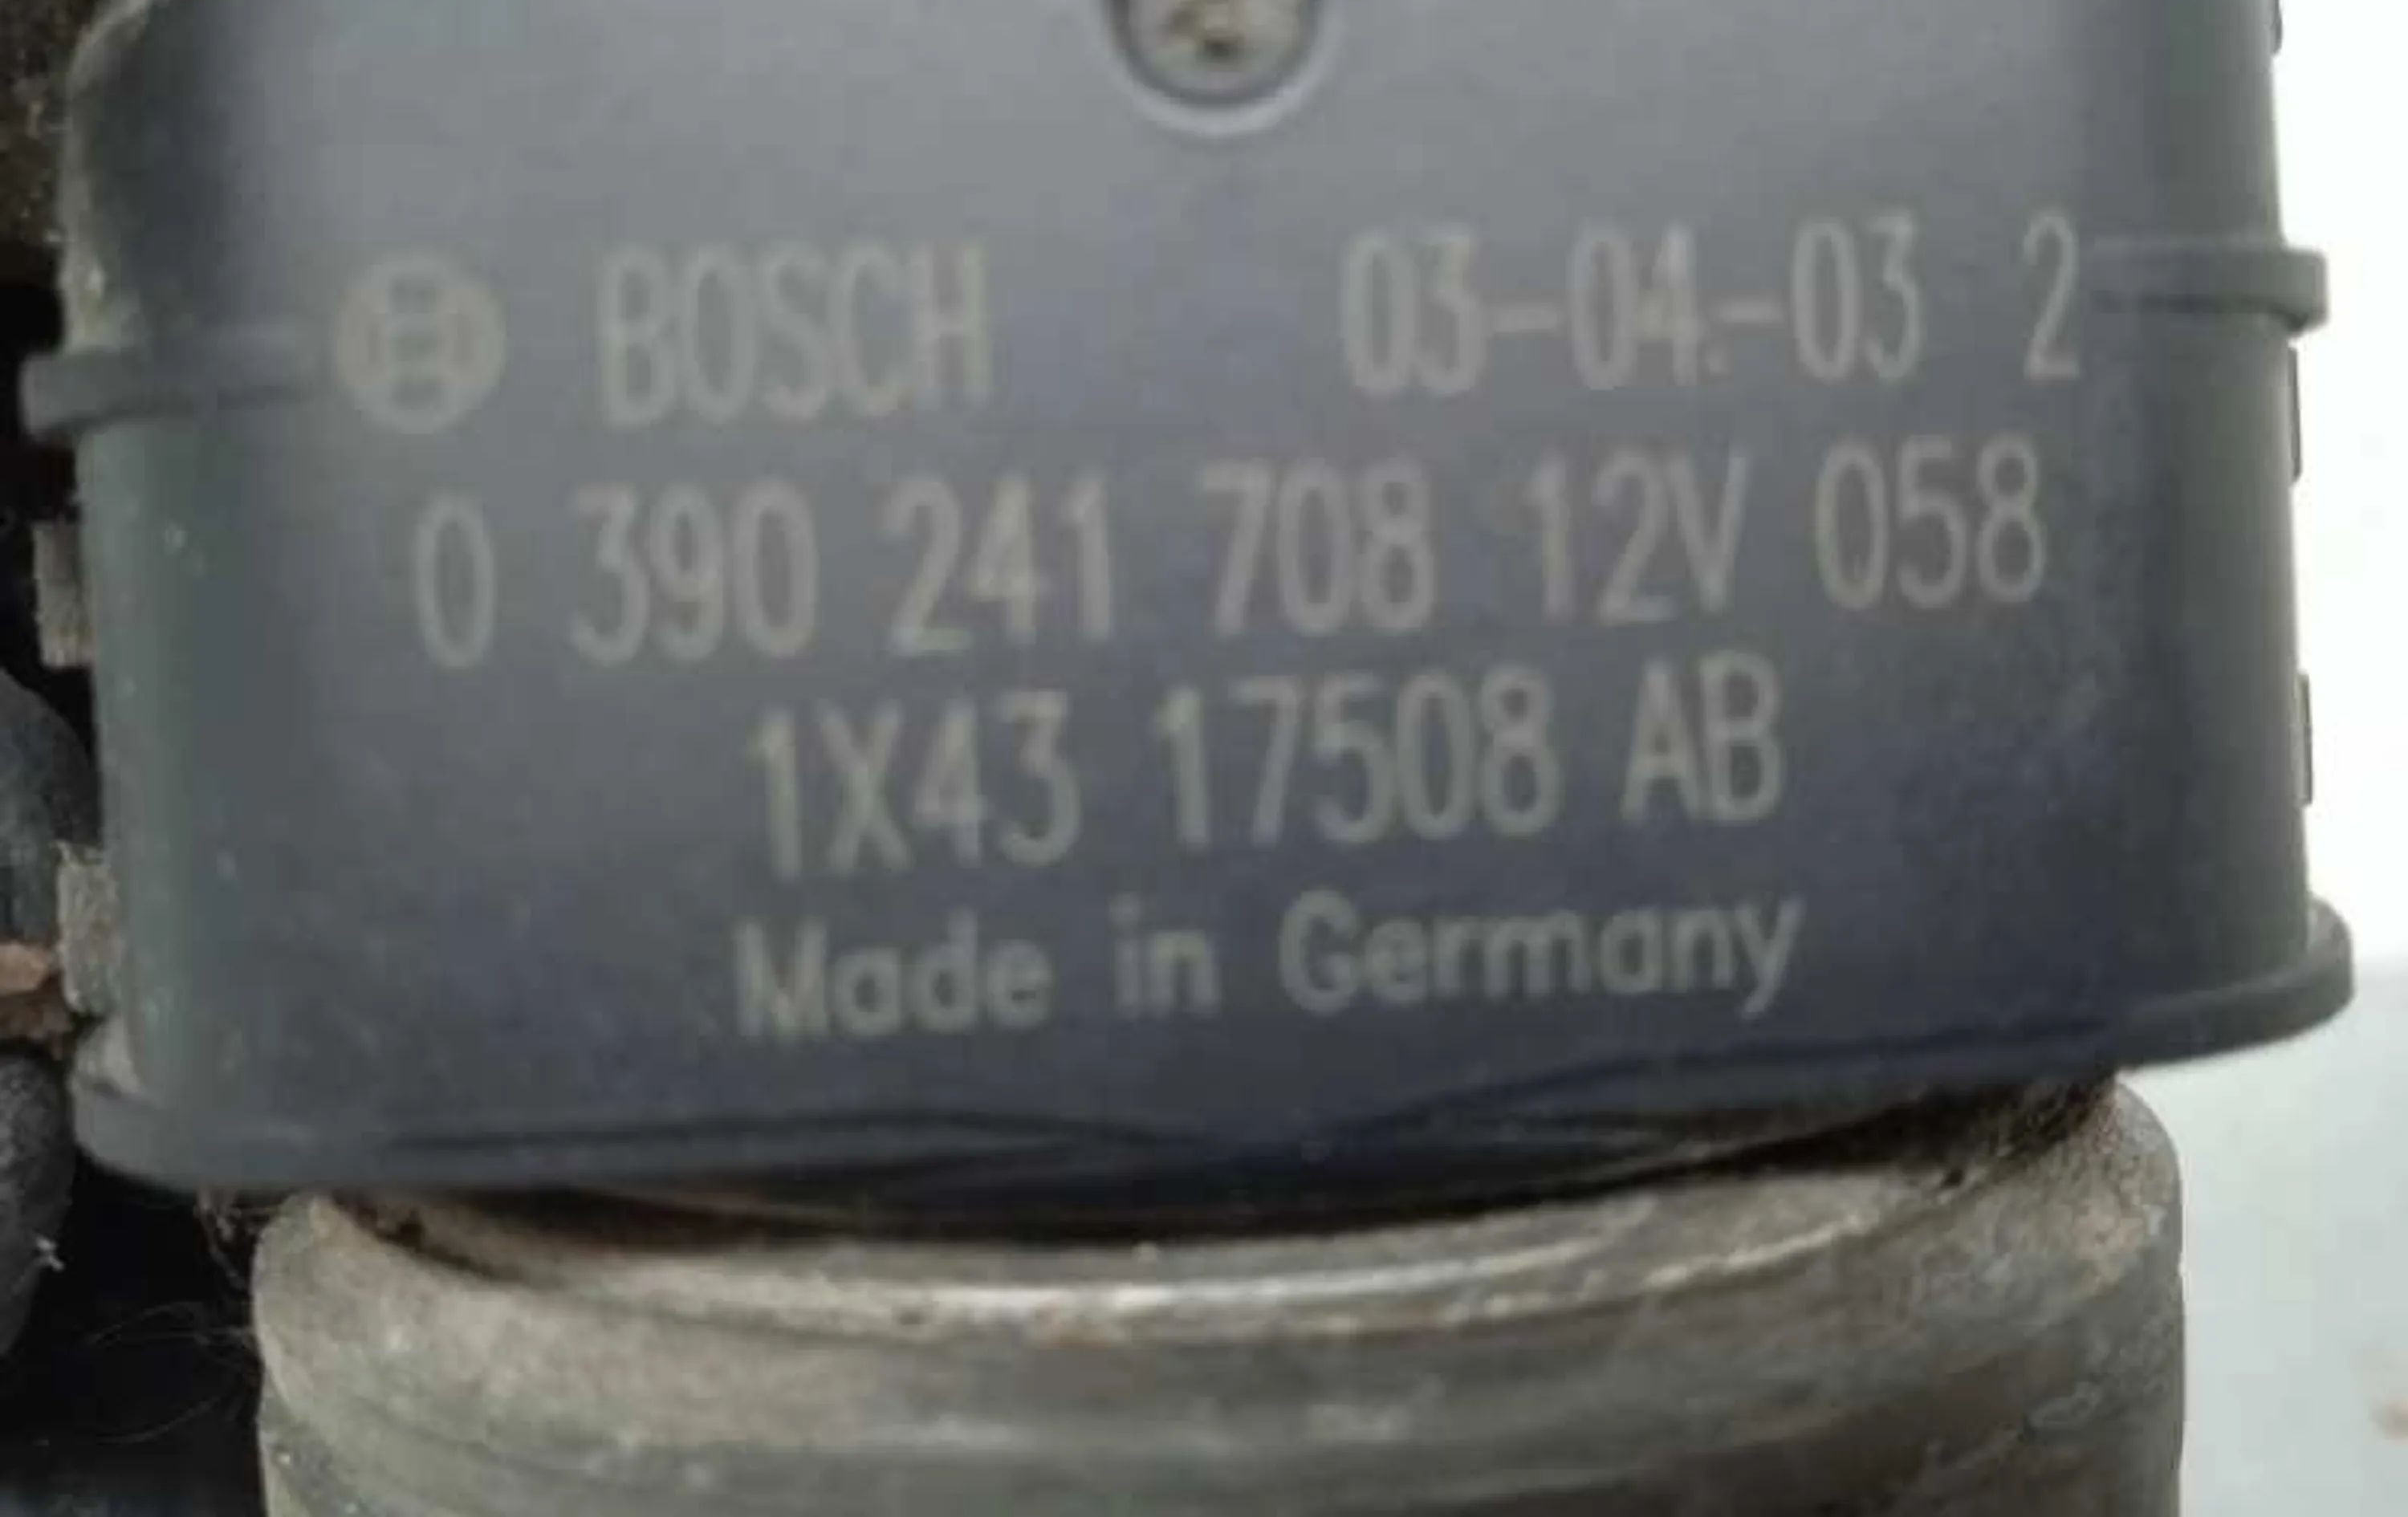 BOSCH 03-04.-03 2
0 390 241 708 12V 058
1X43 17508 AB
Made in Germany